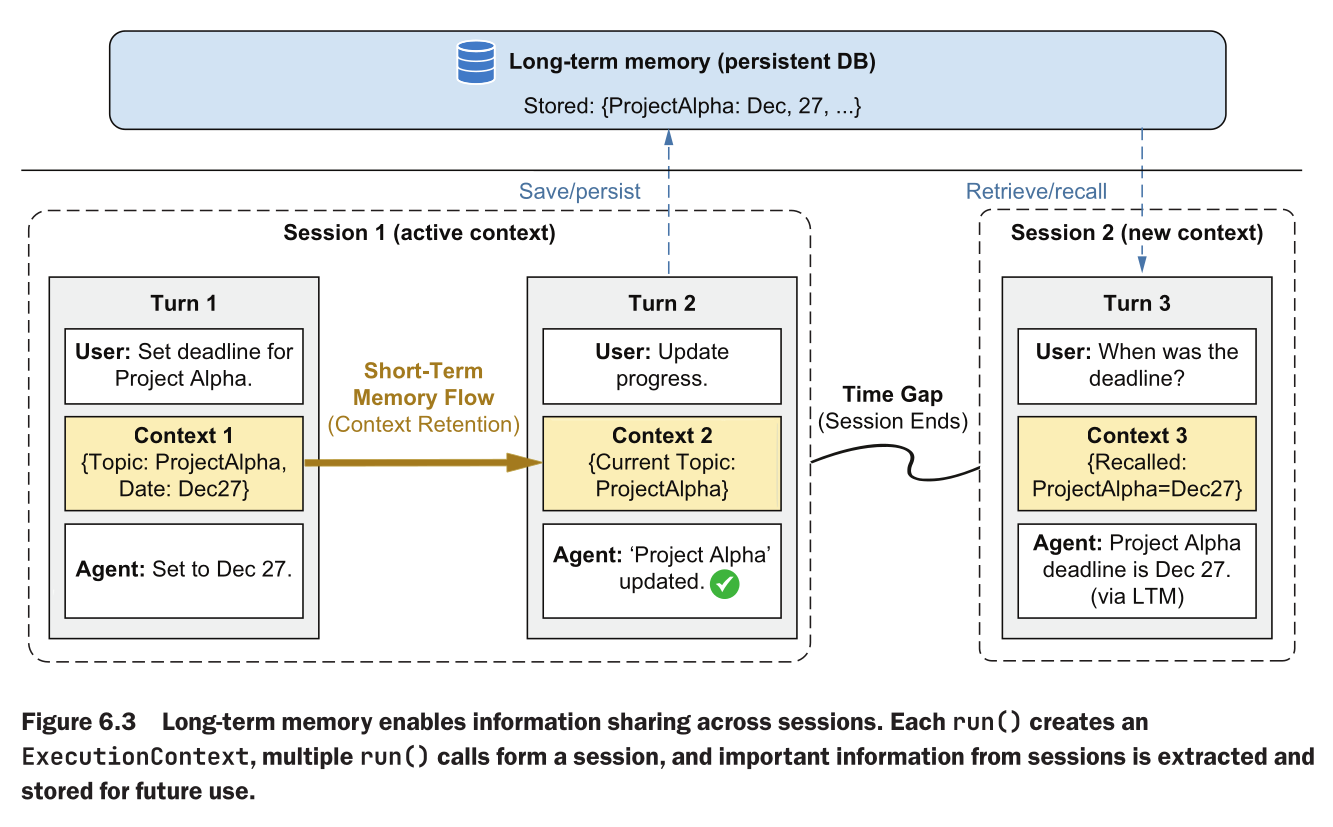 Long-term memory (persistent DB)
Stored: {ProjectAlpha: Dec, 27, ...}
Save/persist
Retrieve/recall
Session 1 (active context)
Turn 1
User: Set deadline for
Project Alpha.
Context 1
{Topic: ProjectAlpha,
Date: Dec27}
Agent: Set to Dec 27.
Short-Term
Memory Flow
(Context Retention)
Turn 2
User: Update
progress.
Context 2
{Current Topic:
ProjectAlpha}
Agent: ‘Project Alpha’
updated.
Time Gap
(Session Ends)
Session 2 (new context)
Turn 3
User: When was the
deadline?
Context 3
{Recalled:
ProjectAlpha=Dec27}
Agent: Project Alpha
deadline is Dec 27.
(via LTM)
Figure 6.3 Long-term memory enables information sharing across sessions. Each run() creates an
ExecutionContext, multiple run() calls form a session, and important information from sessions is extracted and
stored for future use.